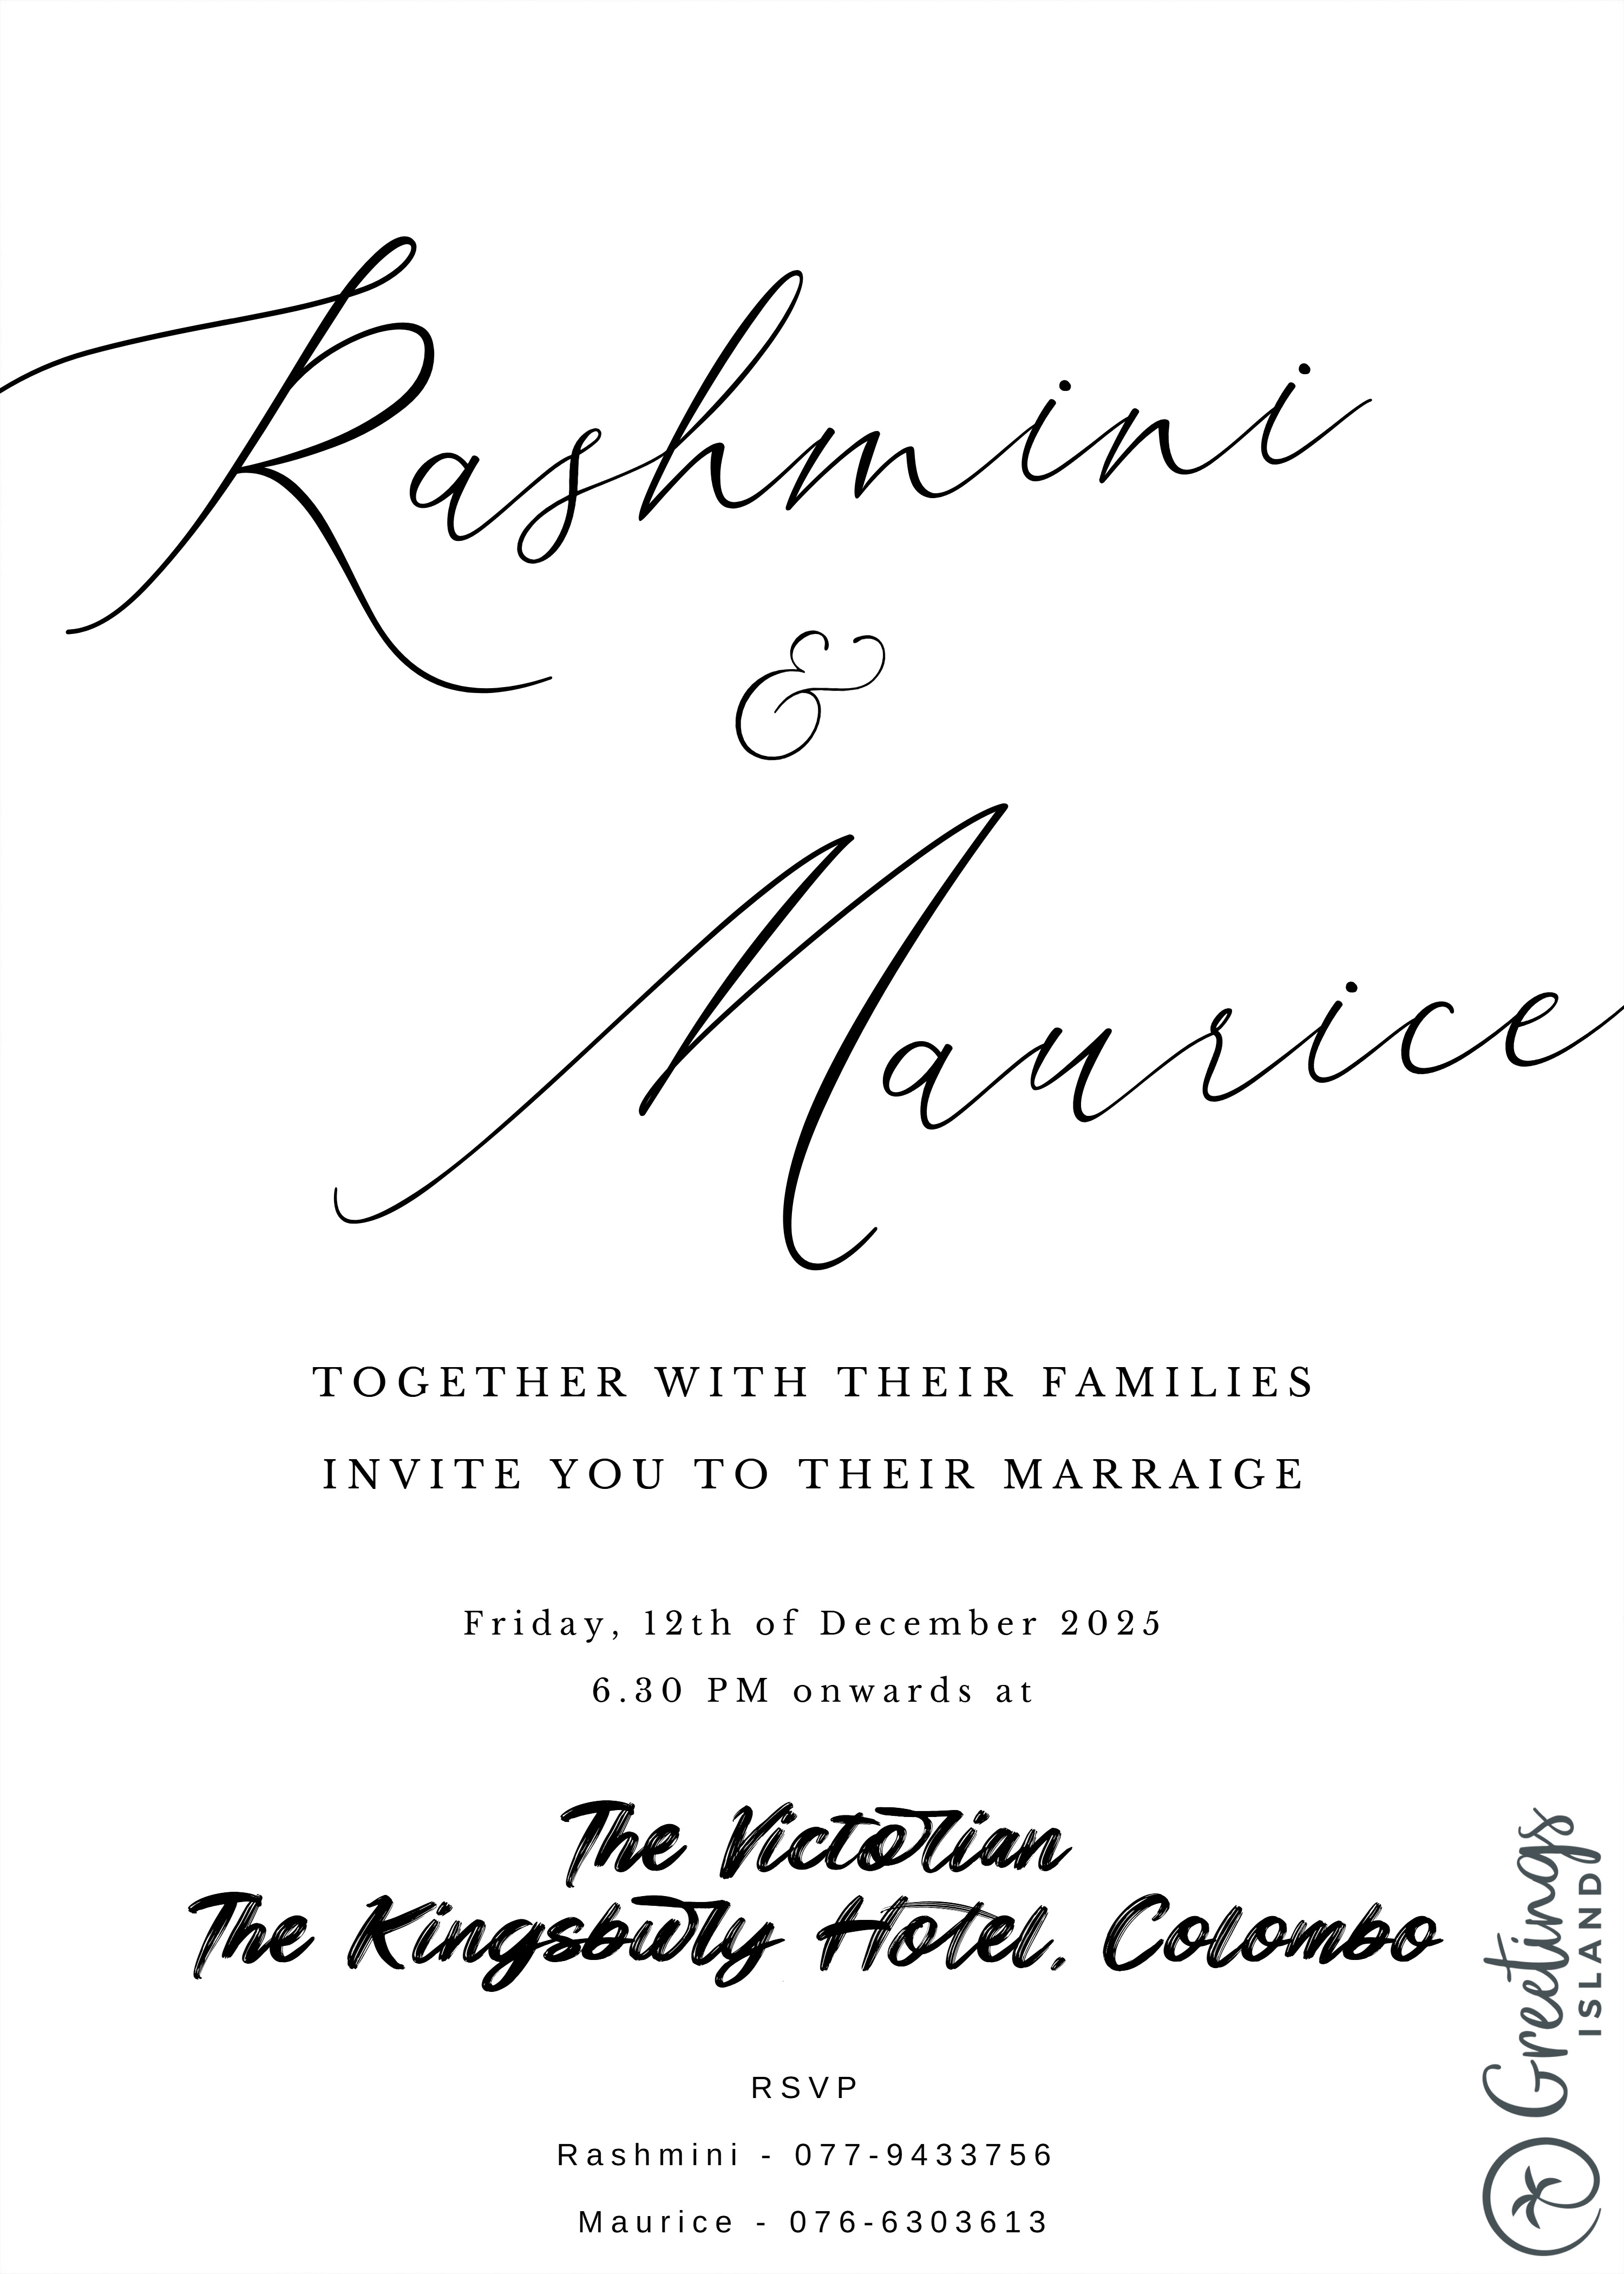 Rashmini
&
Maurice
TOGETHER WITH THEIR FAMILIES
INVITE YOU TO THEIR MARRAIGE
Friday, 12th of December 2025
6.30 PM onwards at
The Victorian
The Kingsbury Hotel, Colombo
RSVP
Rashmini - 077-9433756
Maurice - 076-6303613
Greetings
ISLAND